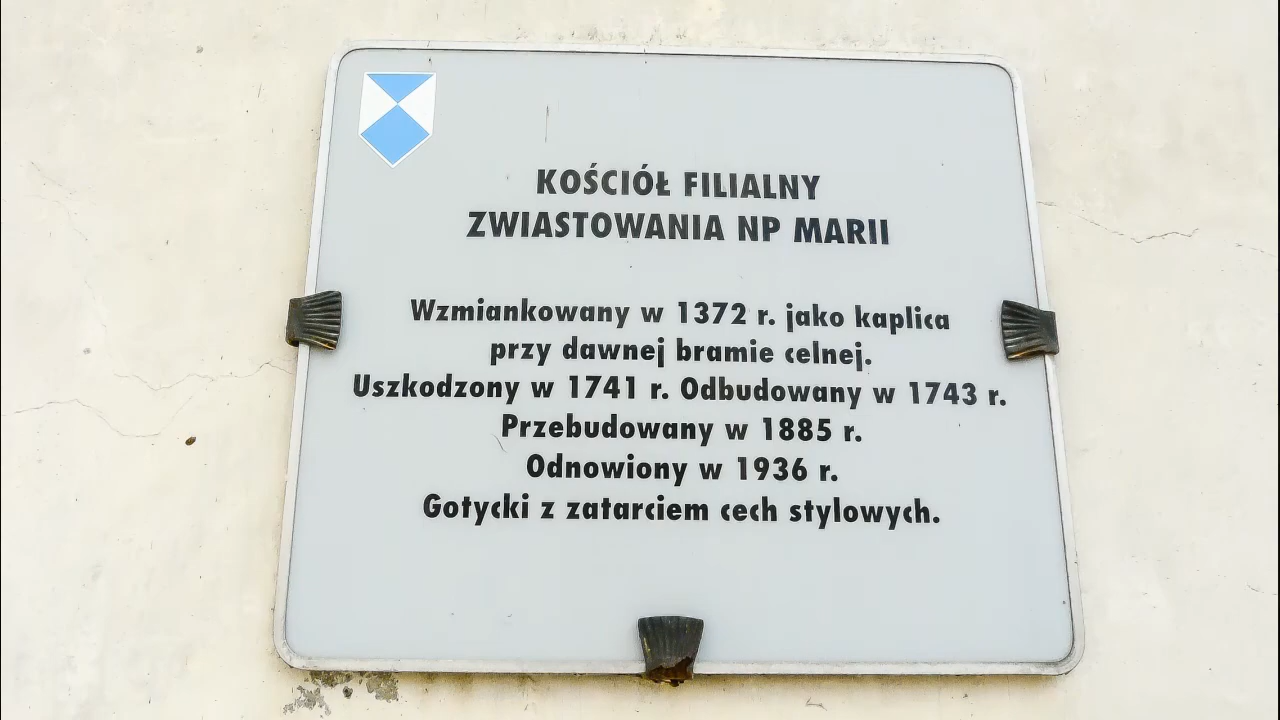 KOŚCIÓŁ FILIALNY
ZWIASTOWANIA NP MARII
Wzmiankowany w 1372 r. jako kaplica
przy dawnej bramie celnej.
Uszkodzony w 1741 r. Odbudowany w 1743 r.
Przebudowany w 1885 r.
Odnowiony w 1936 r.
Gotycki z zatarciem cech stylowych.